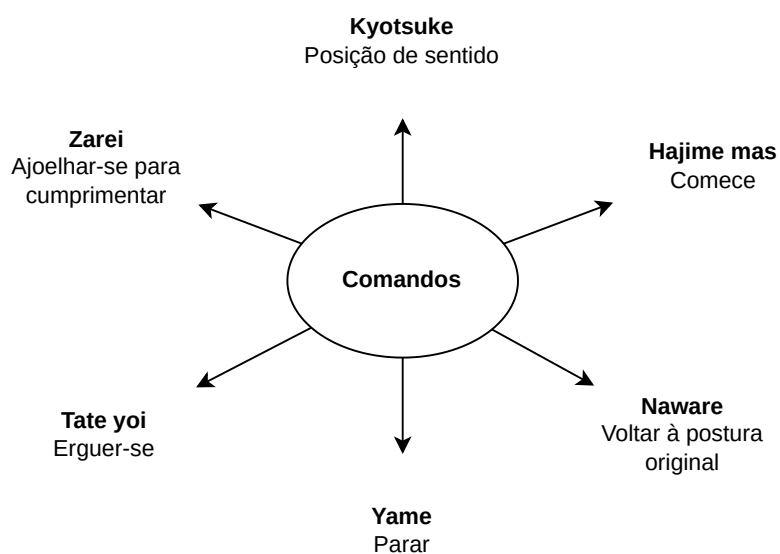 Kyotsuke
Posição de sentido
Zarei
Ajoelhar-se para
cumprimentar
Hajime mas
Comece
Comandos
Tate yoi
Erguer-se
Naware
Voltar à postura
original
Yame
Parar